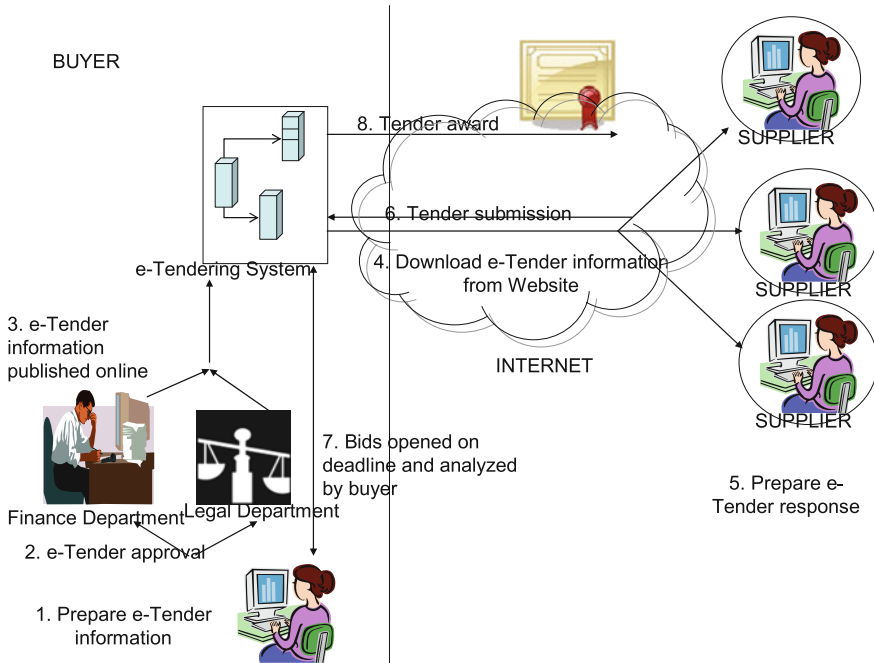 BUYER
8. Tender award
SUPPLIER
6. Tender submission
e-Tendering System
4. Download e-Tender information
from Website
SUPPLIER
3. e-Tender
information
published online
INTERNET
SUPPLIER
7. Bids opened on
deadline and analyzed
by buyer
5. Prepare e-
Tender response
Finance Department
Legal Department
2. e-Tender approval
1. Prepare e-Tender
information